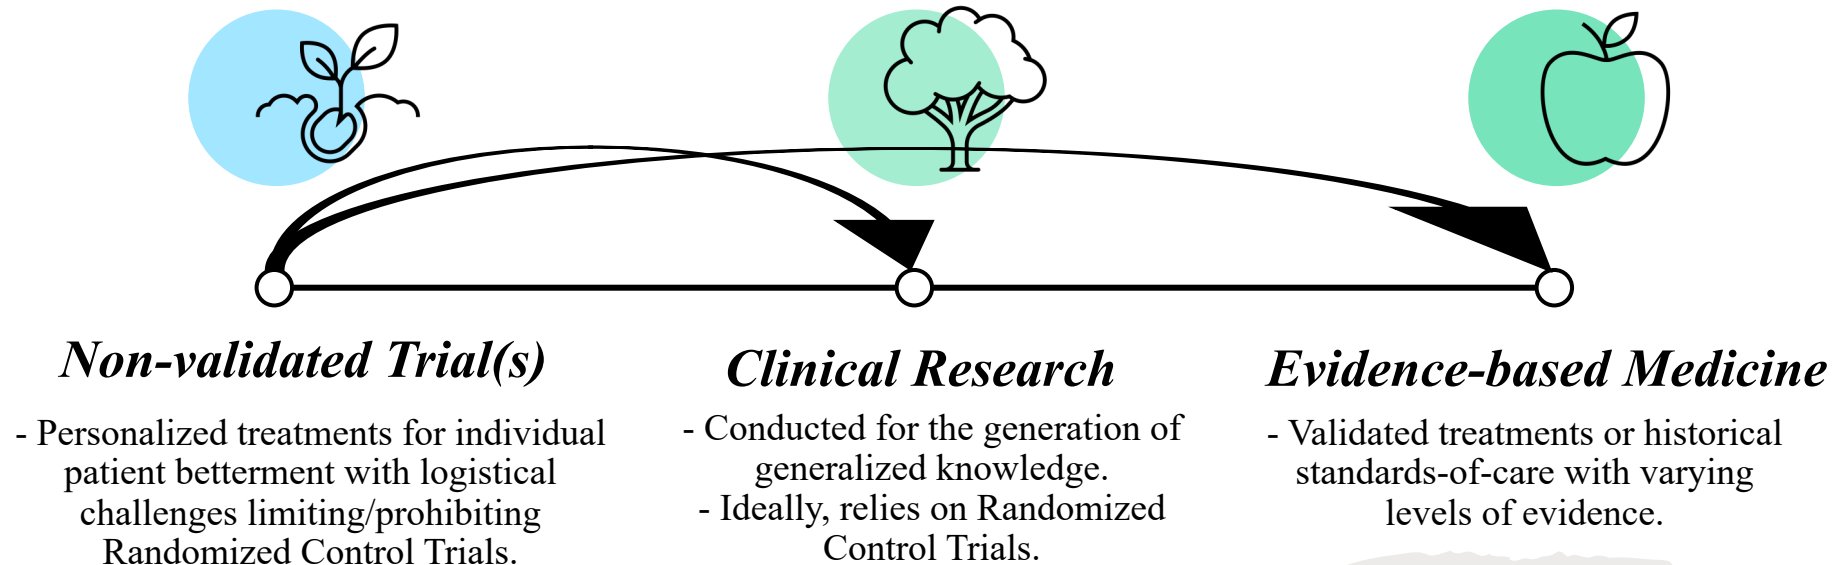 Non-validated Trial(s)
- Personalized treatments for individual
patient betterment with logistical
challenges limiting/prohibiting
Randomized Control Trials.
Clinical Research
- Conducted for the generation of
generalized knowledge.
- Ideally, relies on Randomized
Control Trials.
Evidence-based Medicine
- Validated treatments or historical
standards-of-care with varying
levels of evidence.